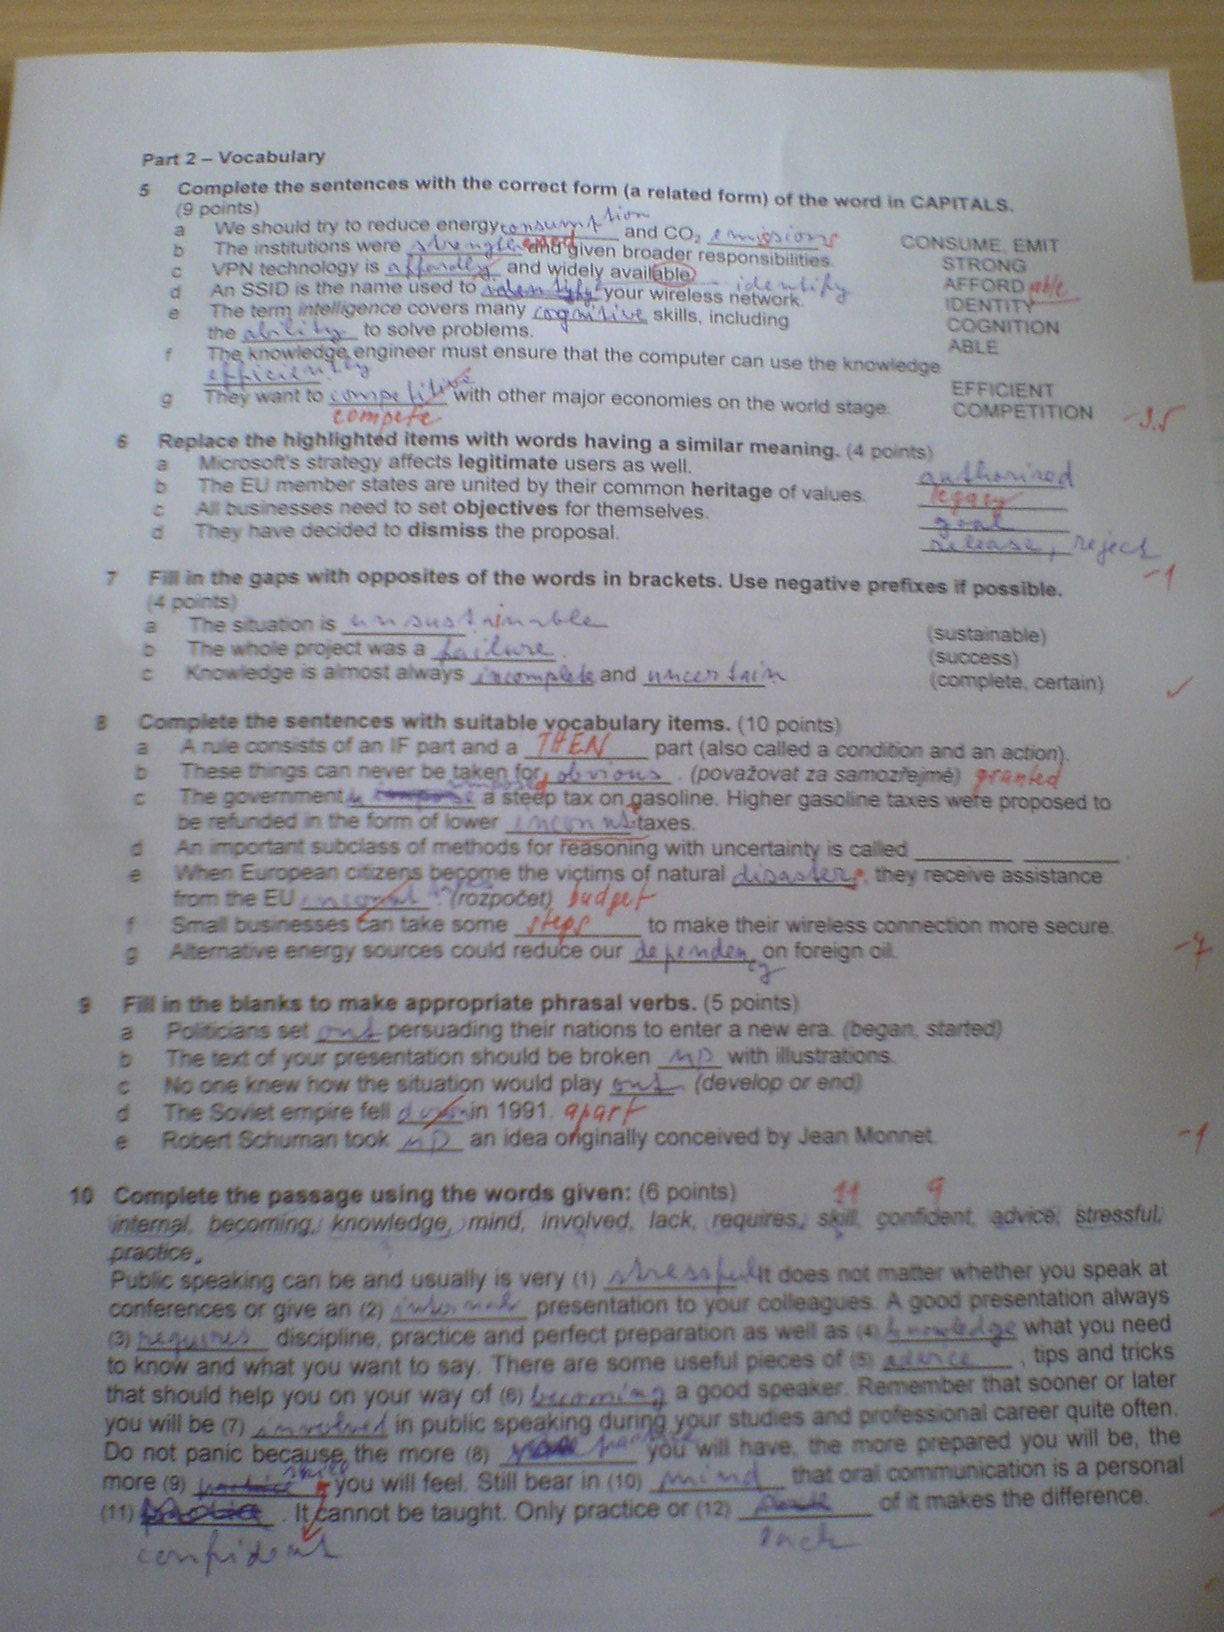 Part 2 – Vocabulary
5 Complete the sentences with the correct form (a related form) of the word in CAPITALS.
(9 points)
a We should try to reduce energy consumtion and CO2 emissions CONSUME, EMIT
b The institutions were and given broader responsibilities. STRONG
c VPN technology is affordly and widely available. AFFORD able
d An SSID is the name used to identify your wireless network. identify IDENTITY
e The term intelligence covers many cognitive skills, including COGNITION
the ability to solve problems. ABLE
f The knowledge engineer must ensure that the computer can use the knowledge
efficiently. EFFICIENT
g They want to competitive with other major economies on the world stage. COMPETITION -3.5
compete
6 Replace the highlighted items with words having a similar meaning. (4 points)
a Microsoft's strategy affects legitimate users as well. authorized
b The EU member states are united by their common heritage of values. legacy
c All businesses need to set objectives for themselves. goal
d They have decided to dismiss the proposal. release, reject
-1
7 Fill in the gaps with opposites of the words in brackets. Use negative prefixes if possible.
(4 points)
a The situation is unsustainable (sustainable)
b The whole project was a failure. (success)
c Knowledge is almost always incomplete and uncertain (complete, certain)
8 Complete the sentences with suitable vocabulary items. (10 points)
a A rule consists of an IF part and a THEN part (also called a condition and an action).
b These things can never be taken for obvious. (považovat za samozřejmé) granted
c The government imposed a steep tax on gasoline. Higher gasoline taxes were proposed to
be refunded in the form of lower taxes.
d An important subclass of methods for reasoning with uncertainty is called
e When European citizens become the victims of natural disasters, they receive assistance
from the EU (rozpočet) budget
f Small businesses can take some steps to make their wireless connection more secure.
g Alternative energy sources could reduce our dependency on foreign oil. -4
9 Fill in the blanks to make appropriate phrasal verbs. (5 points)
a Politicians set out persuading their nations to enter a new era. (began, started)
b The text of your presentation should be broken up with illustrations.
c No one knew how the situation would play out. (develop or end)
d The Soviet empire fell down in 1991. apart
e Robert Schuman took up an idea originally conceived by Jean Monnet. -1
10 Complete the passage using the words given: (6 points) 11 9
internal, becoming, knowledge, mind, involved, lack, requires, skill, confident, advice, stressful,
practice,
Public speaking can be and usually is very (1) stressful. It does not matter whether you speak at
conferences or give an (2) internal presentation to your colleagues. A good presentation always
(3) requires discipline, practice and perfect preparation as well as (4) knowledge what you need
to know and what you want to say. There are some useful pieces of (5) advice, tips and tricks
that should help you on your way of (6) becoming a good speaker. Remember that sooner or later
you will be (7) involved in public speaking during your studies and professional career quite often.
Do not panic because, the more (8) practice you will have, the more prepared you will be, the
more (9) skill you will feel. Still bear in (10) mind that oral communication is a personal
(11) . It cannot be taught. Only practice or (12) of it makes the difference.
confident lack